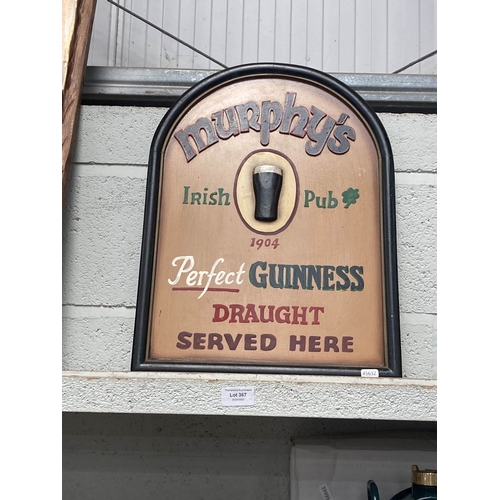 Murphy's
Irish Pub
1904
Perfect GUINNESS
DRAUGHT
SERVED HERE
Lot 367